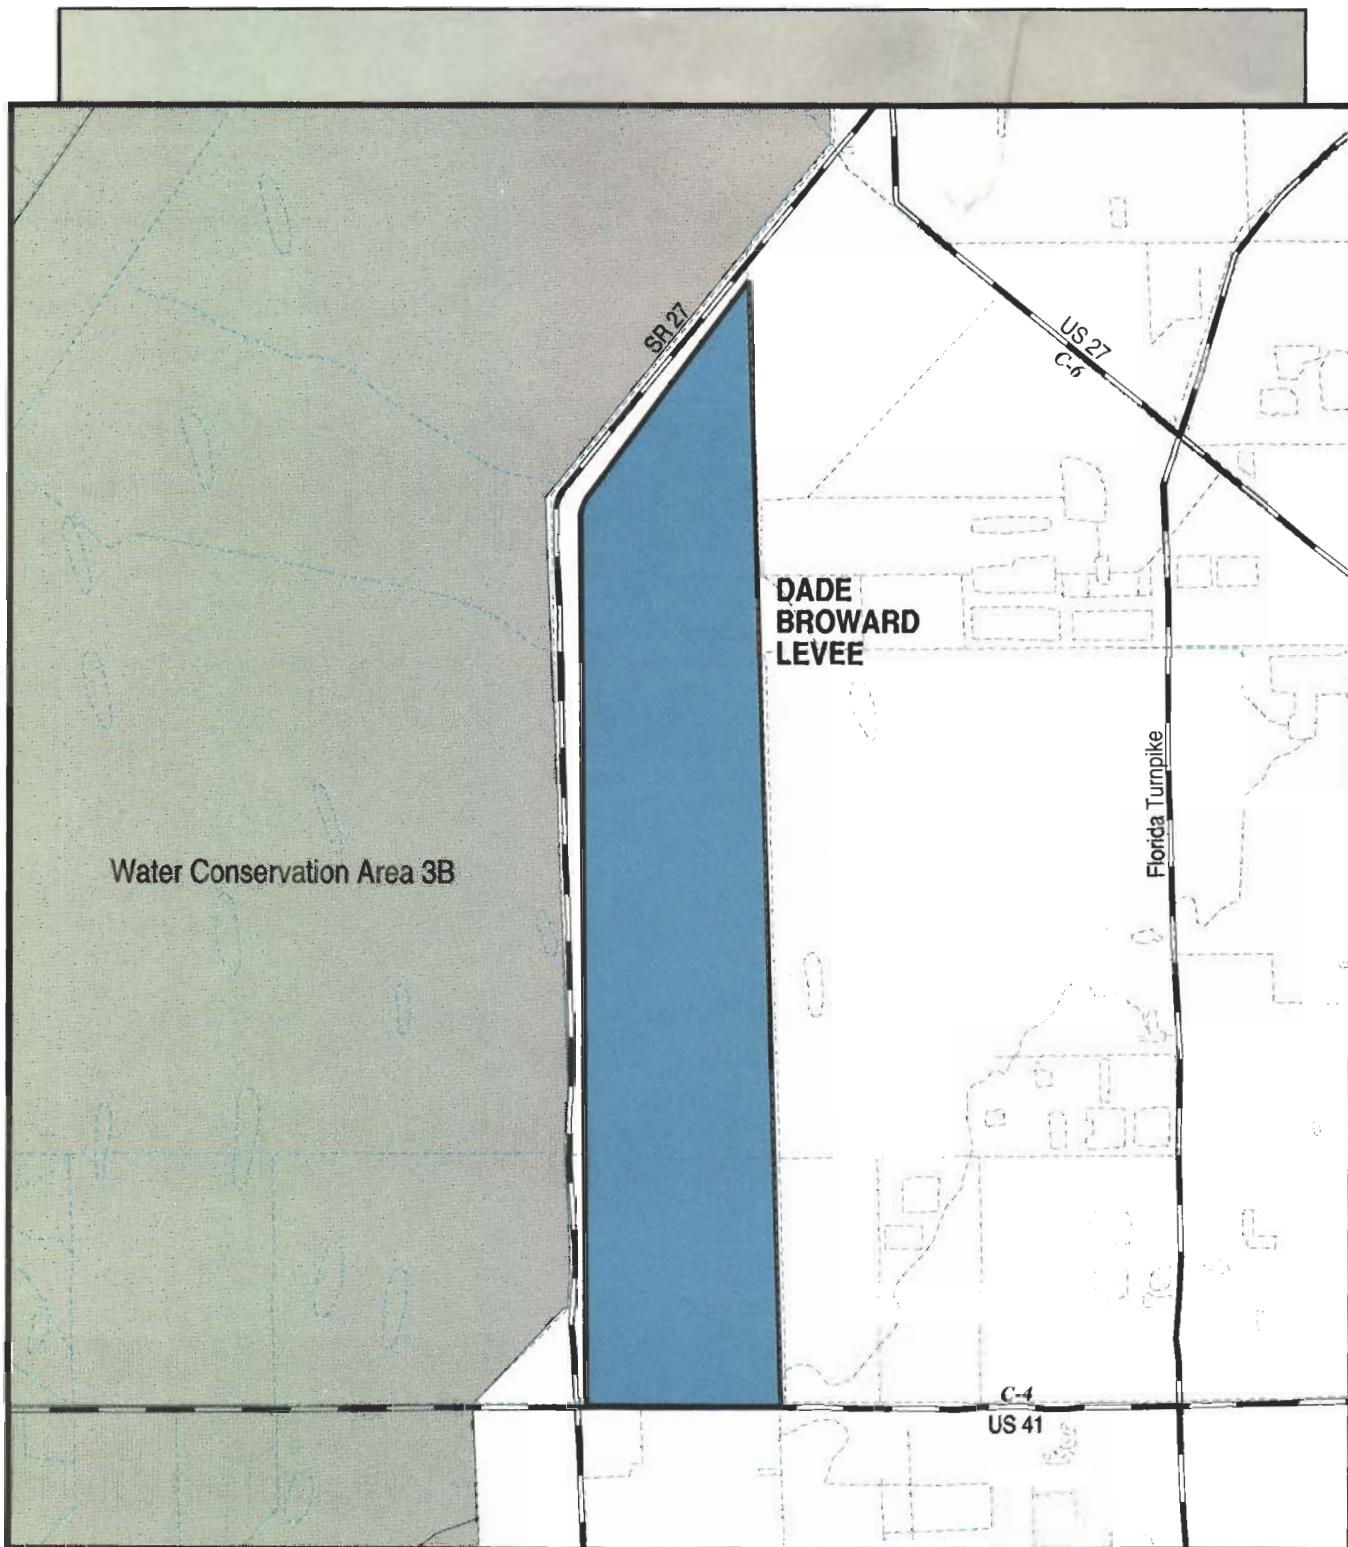 SR 27
US 27
C-6
DADE
BROWARD
LEVEE
Florida Turnpike
Water Conservation Area 3B
C-4
US 41